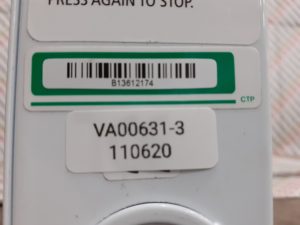 PRESS AGAIN TO STOP.
B13612174
CTP
VA00631-3
110620